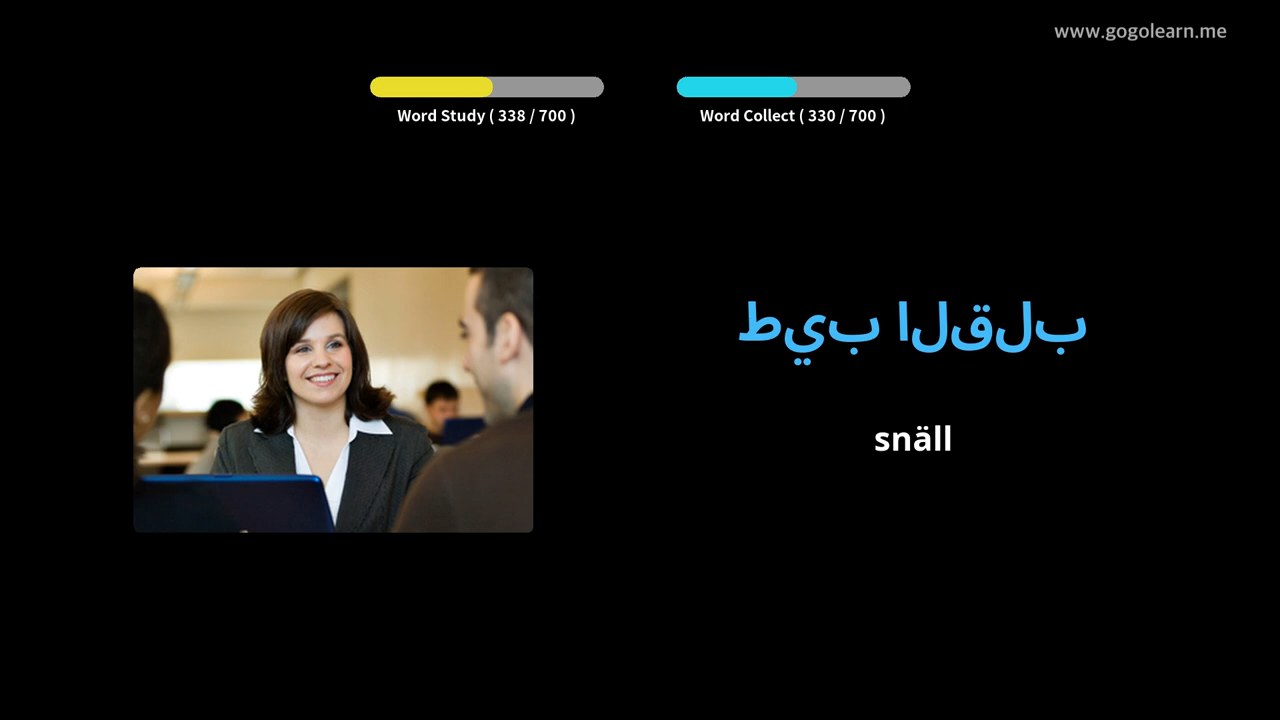 www.gogolearn.me
Word Study ( 338 / 700 )
Word Collect ( 330 / 700 )
طيب القلب
snäll